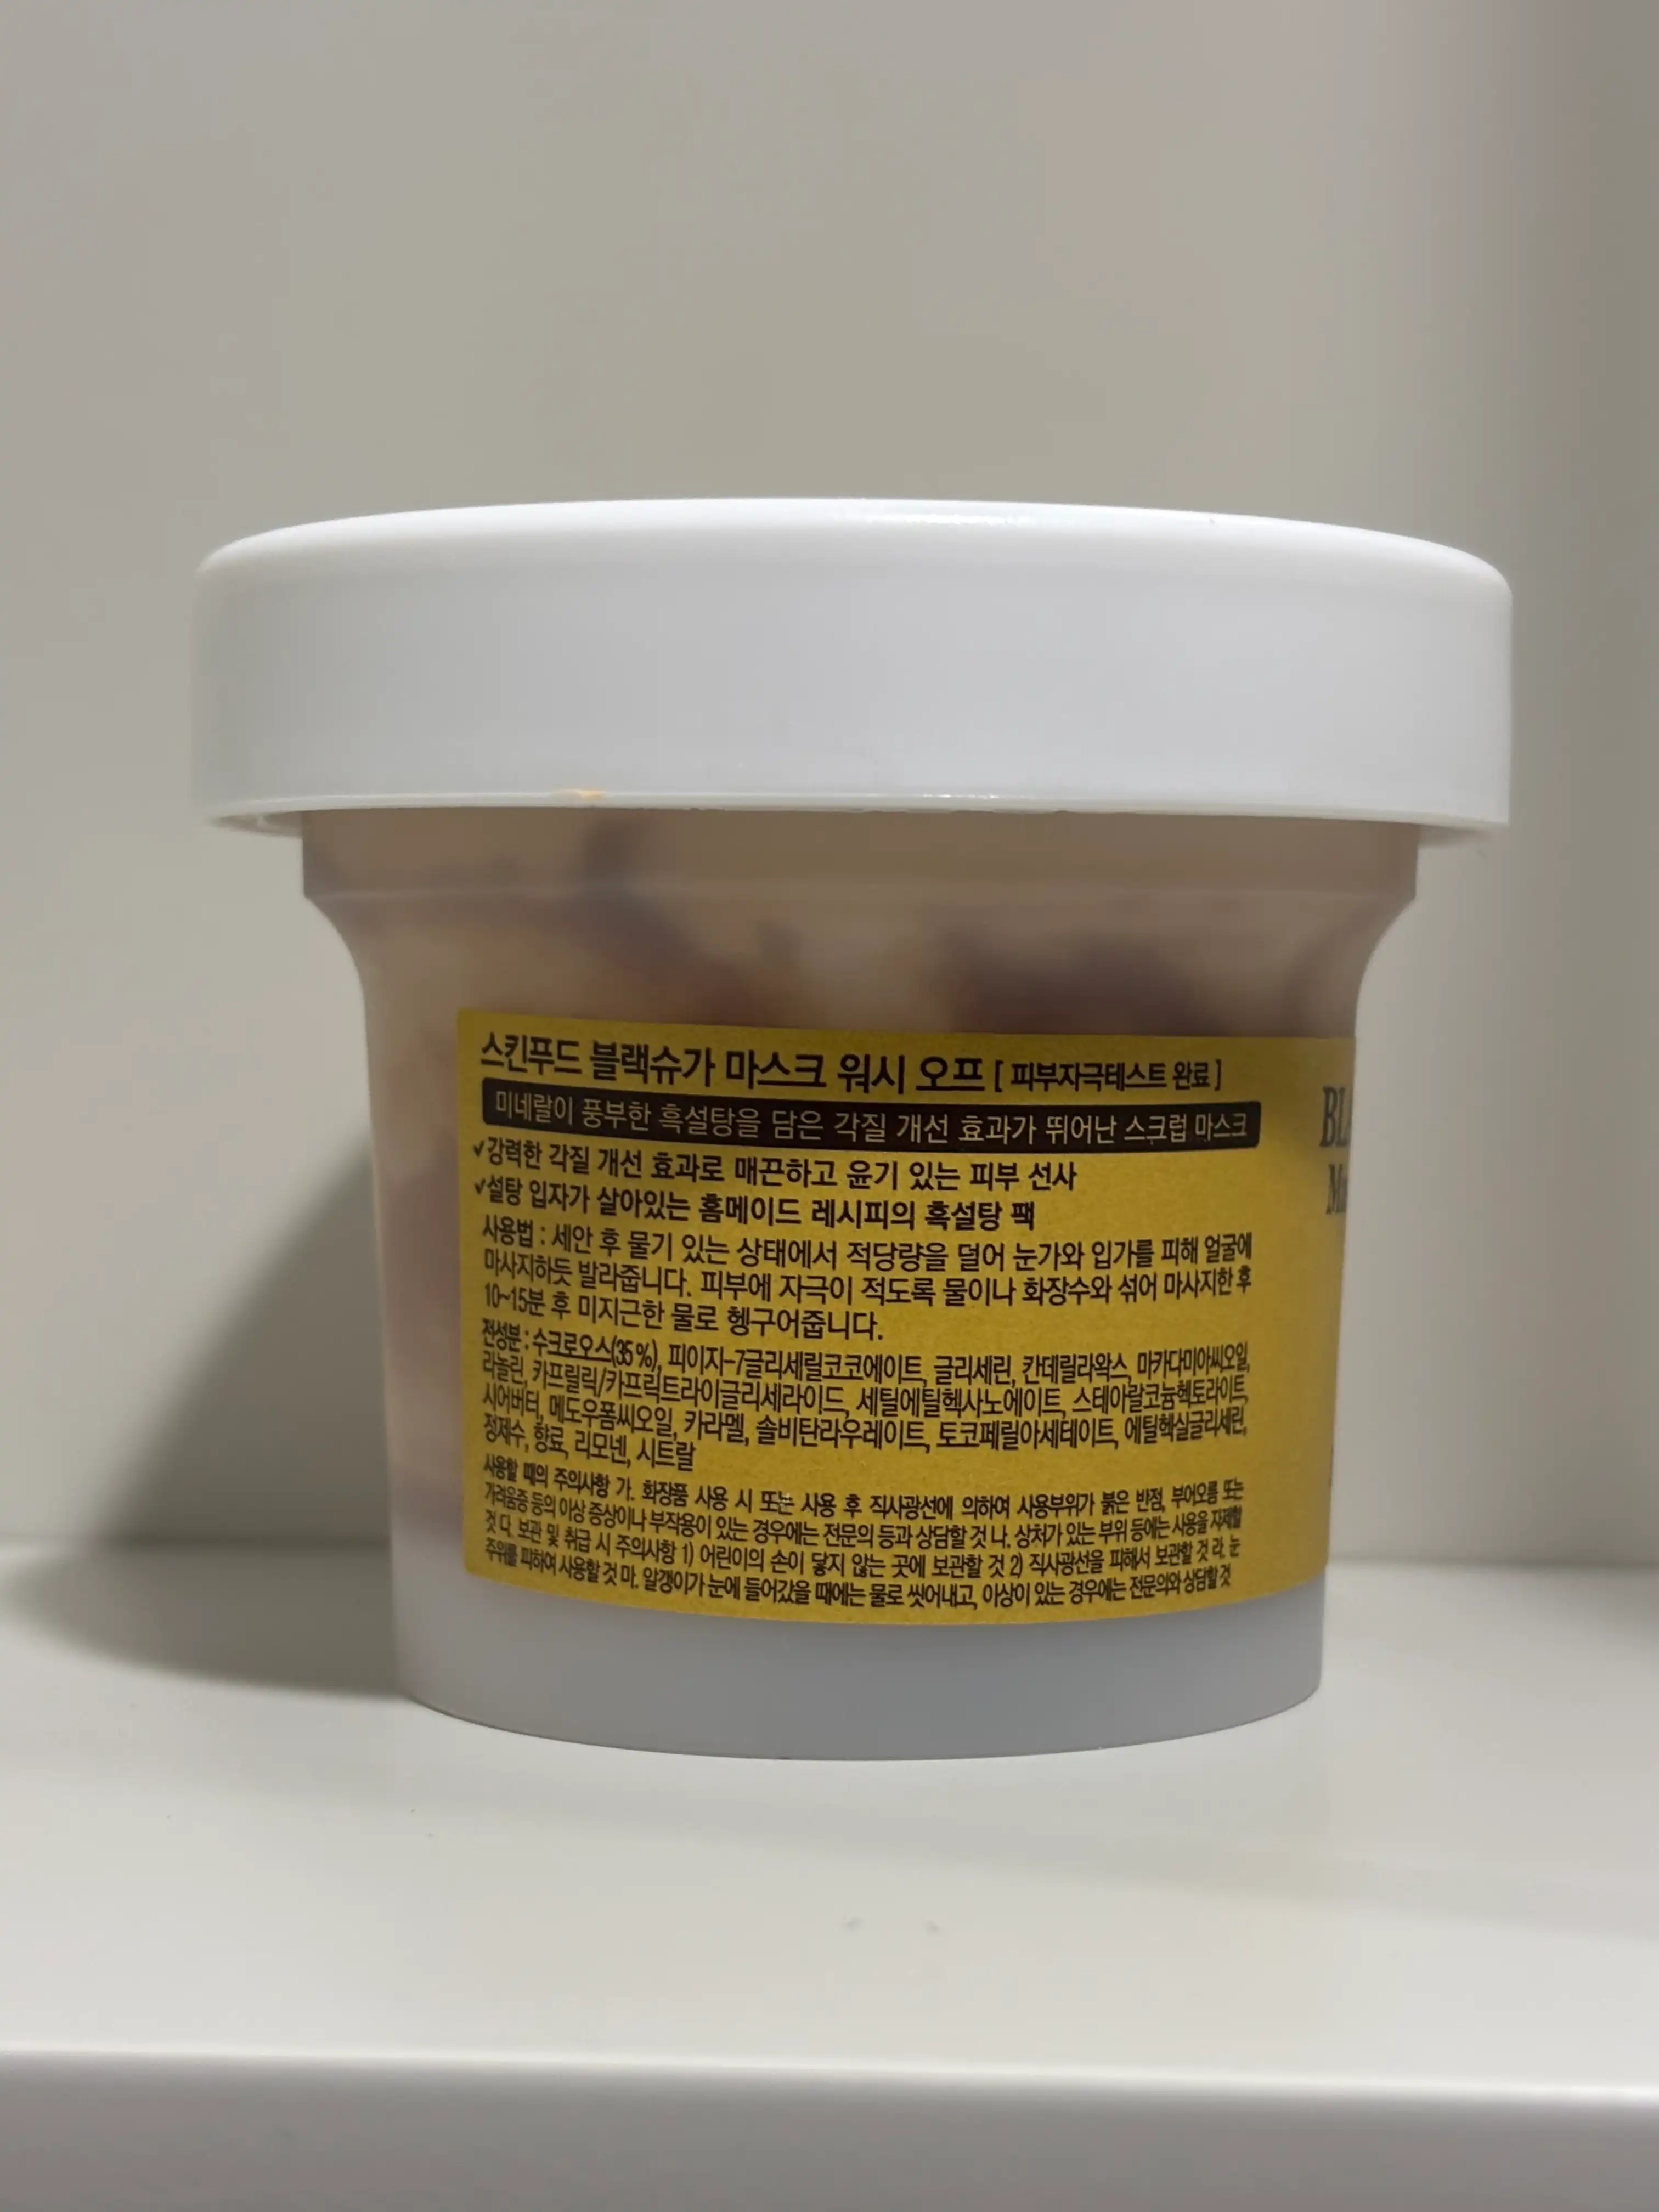 스킨푸드 블랙슈가 마스크 워시 오프 [ 피부자극테스트 완료 ]
미네랄이 풍부한 흑설탕을 담은 각질 개선 효과가 뛰어난 스크럽 마스크
✓강력한 각질 개선 효과로 매끈하고 윤기 있는 피부 선사
✓설탕 입자가 살아있는 홈메이드 레시피의 흑설탕 팩
사용법 : 세안 후 물기 있는 상태에서 적당량을 덜어 눈가와 입가를 피해 얼굴에
마사지하듯 발라줍니다. 피부에 자극이 적도록 물이나 화장수와 섞어 마사지한 후
10~15분 후 미지근한 물로 헹구어줍니다.
전성분 : 수크로오스(35%), 피이지-7글리세릴코코에이트, 글리세린, 칸데릴라왁스, 마카다미아씨오일,
라놀린, 카프릴릭/카프릭트라이글리세라이드, 세틸에틸헥사노에이트, 스테아랄코늄헥토라이트,
시어버터, 메도우폼씨오일, 카라멜, 솔비탄라우레이트, 토코페릴아세테이트, 에틸헥실글리세린,
정제수, 향료, 리모넨, 시트랄
사용할 때의 주의사항 가. 화장품 사용 시 또는 사용 후 직사광선에 의하여 사용부위가 붉은 반점, 부어오름 또는
가려움증 등의 이상 증상이나 부작용이 있는 경우에는 전문의 등과 상담할 것 나. 상처가 있는 부위 등에는 사용을 자제할
것 다. 보관 및 취급 시 주의사항 1) 어린이의 손이 닿지 않는 곳에 보관할 것 2) 직사광선을 피해서 보관할 것 라. 눈
주위를 피하여 사용할 것 마. 알갱이가 눈에 들어갔을 때에는 물로 씻어내고, 이상이 있는 경우에는 전문의와 상담할 것